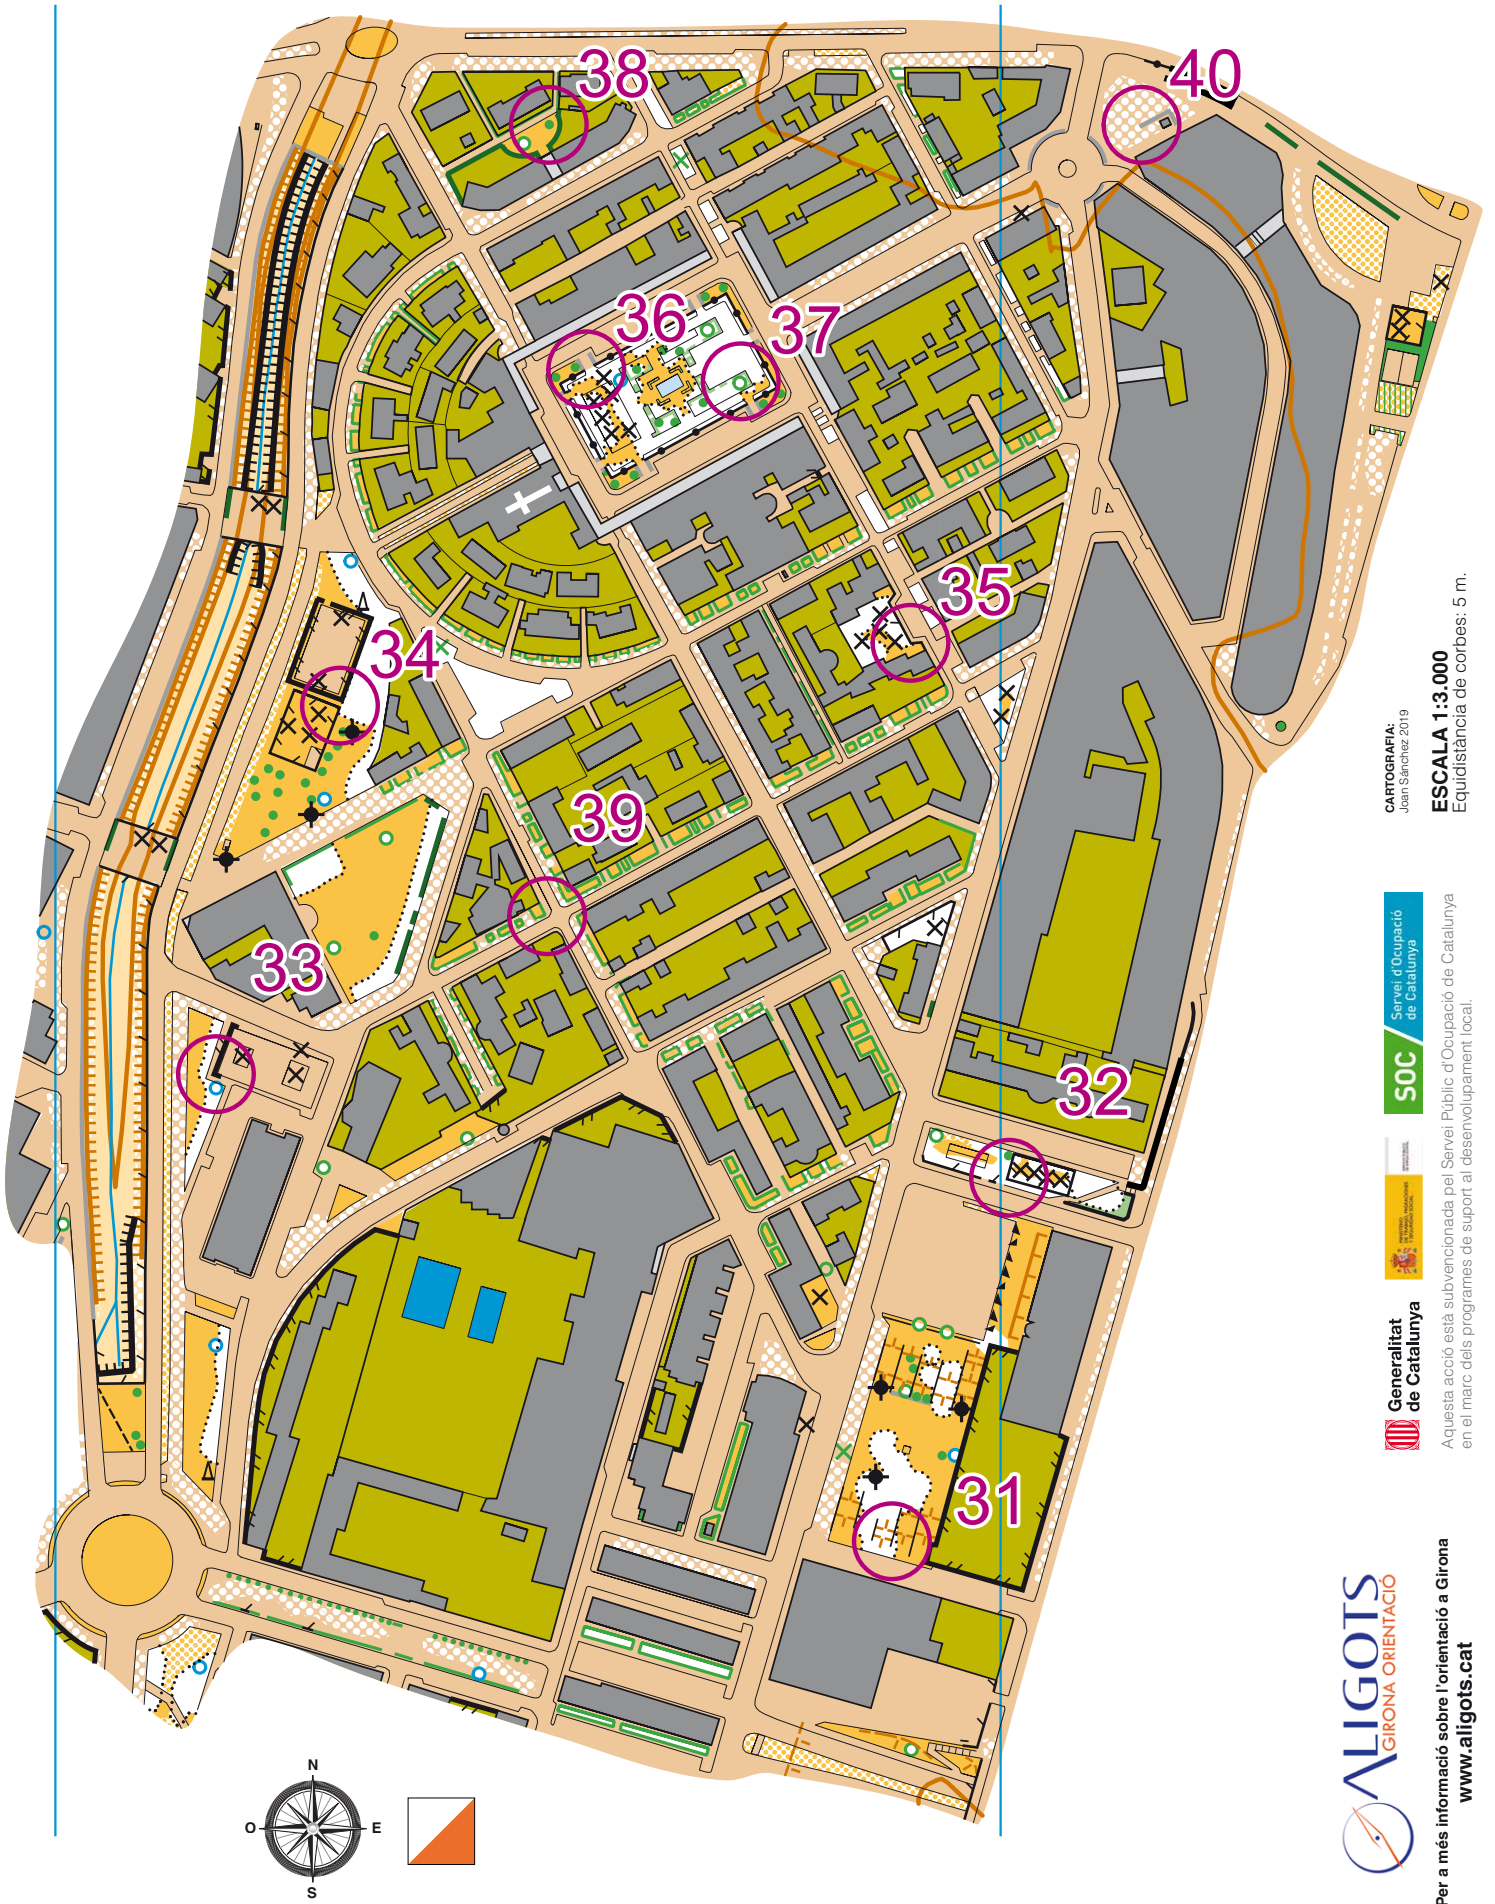 38
40
36
37
35
34
39
33
32
31
N
O
E
S
CARTOGRAFIA:
Joan Sánchez 2019
ESCALA 1:3.000
Equidistància de corbes: 5 m.
SOC
Servei d'Ocupació
de Catalunya
Generalitat
de Catalunya
Aquesta acció està subvencionada pel Servei Públic d'Ocupació de Catalunya
en el marc dels programes de suport al desenvolupament local.
ALIGOTS
GIRONA ORIENTACIÓ
Per a més informació sobre l'orientació a Girona
www.aligots.cat